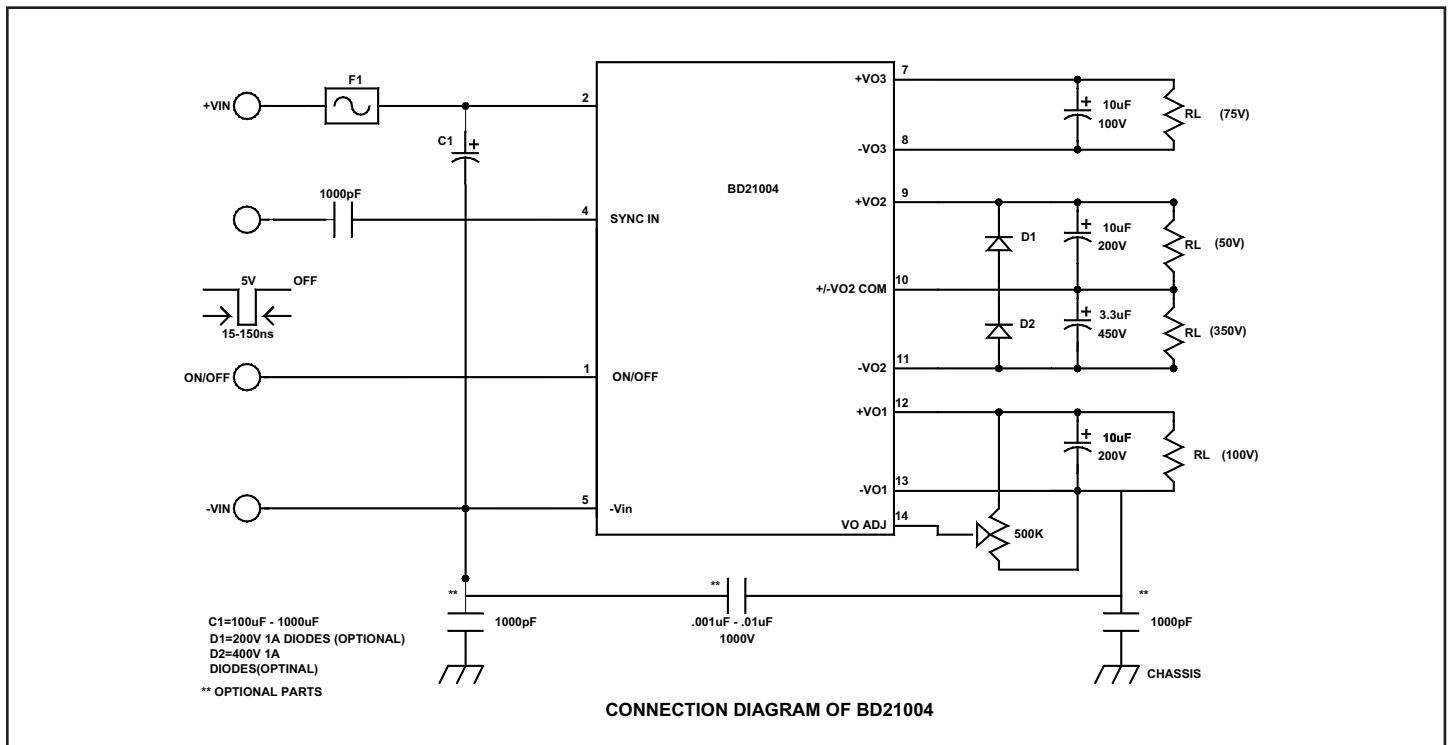 F1
+VIN
2
C1
+
1000pF
4
SYNC IN
5V
OFF
15-150ns
ON/OFF
1
ON/OFF
-VIN
5
-Vin
BD21004
+VO3
7
+
10uF
100V
RL
(75V)
-VO3
8
+VO2
9
D1
+
10uF
200V
RL
(50V)
+/-VO2 COM
10
D2
+
3.3uF
450V
RL
(350V)
-VO2
11
+VO1
12
+
10uF
200V
RL
(100V)
-VO1
13
VO ADJ
14
500K
**
1000pF
**
.001uF - .01uF
1000V
**
1000pF
CHASSIS
C1=100uF - 1000uF
D1=200V 1A DIODES (OPTIONAL)
D2=400V 1A
DIODES(OPTINAL)
** OPTIONAL PARTS
CONNECTION DIAGRAM OF BD21004